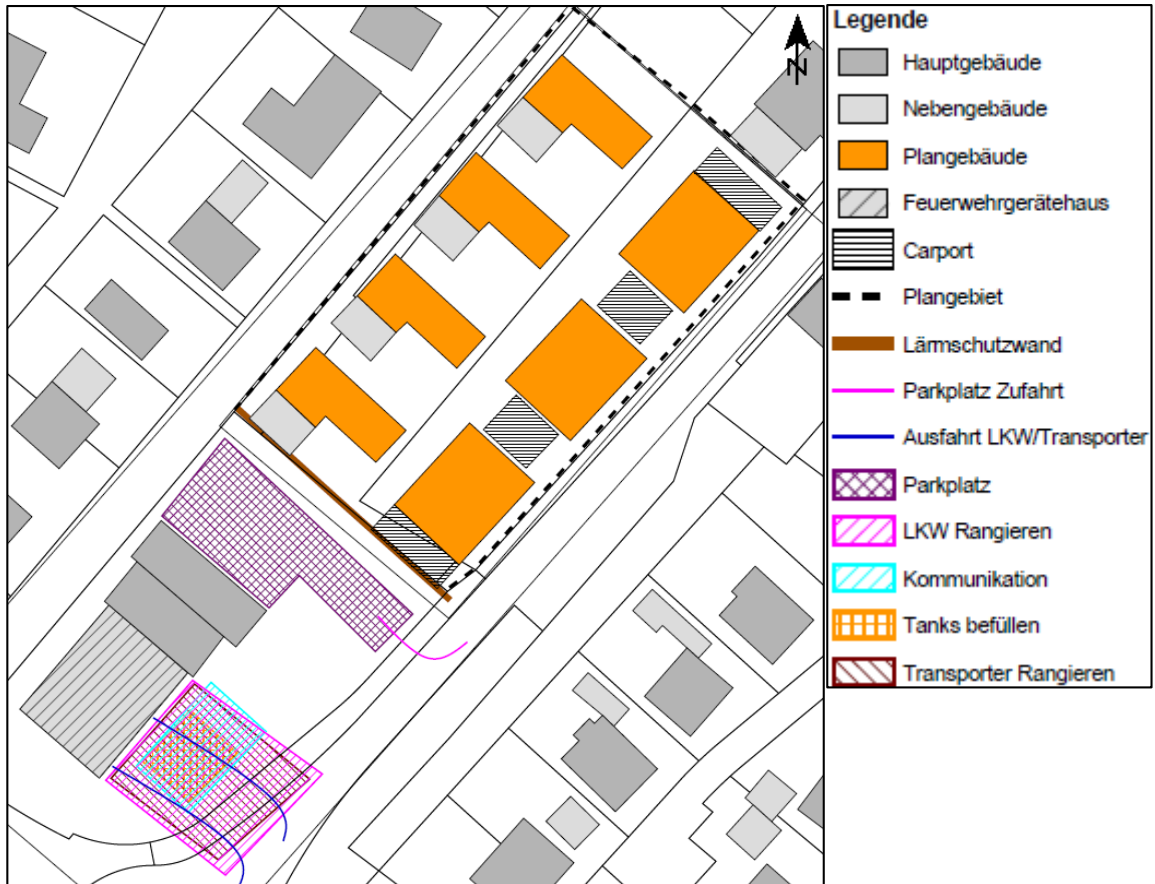 N
Legende
Hauptgebäude
Nebengebäude
Plangebäude
Feuerwehrgerätehaus
Carport
Plangebiet
Lärmschutzwand
Parkplatz Zufahrt
Ausfahrt LKW/Transporter
Parkplatz
LKW Rangieren
Kommunikation
Tanks befüllen
Transporter Rangieren